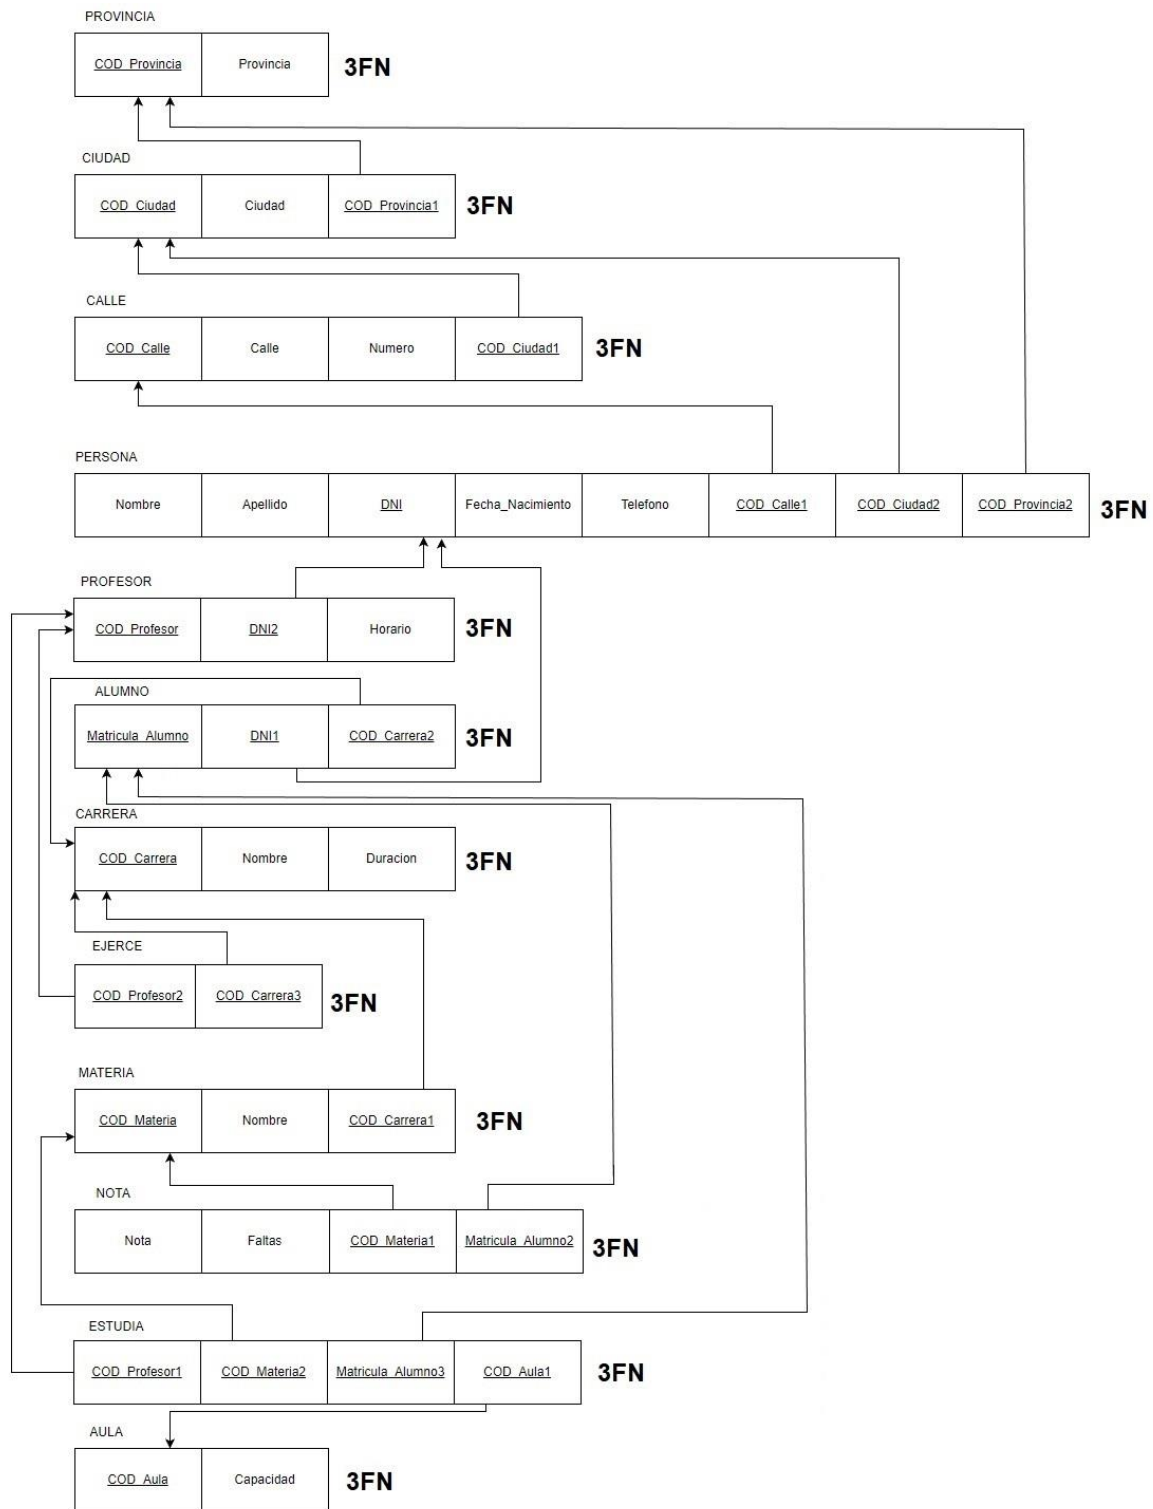 PROVINCIA
COD_Provincia Provincia 3FN
CIUDAD
COD_Ciudad Ciudad COD_Provincia1 3FN
CALLE
COD_Calle Calle Numero COD_Ciudad1 3FN
PERSONA
Nombre Apellido DNI Fecha_Nacimiento Telefono COD_Calle1 COD_Ciudad2 COD_Provincia2 3FN
PROFESOR
COD_Profesor DNI2 Horario 3FN
ALUMNO
Matricula_Alumno DNI1 COD_Carrera2 3FN
CARRERA
COD_Carrera Nombre Duracion 3FN
EJERCE
COD_Profesor2 COD_Carrera3 3FN
MATERIA
COD_Materia Nombre COD_Carrera1 3FN
NOTA
Nota Faltas COD_Materia1 Matricula_Alumno2 3FN
ESTUDIA
COD_Profesor1 COD_Materia2 Matricula_Alumno3 COD_Aula1 3FN
AULA
COD_Aula Capacidad 3FN